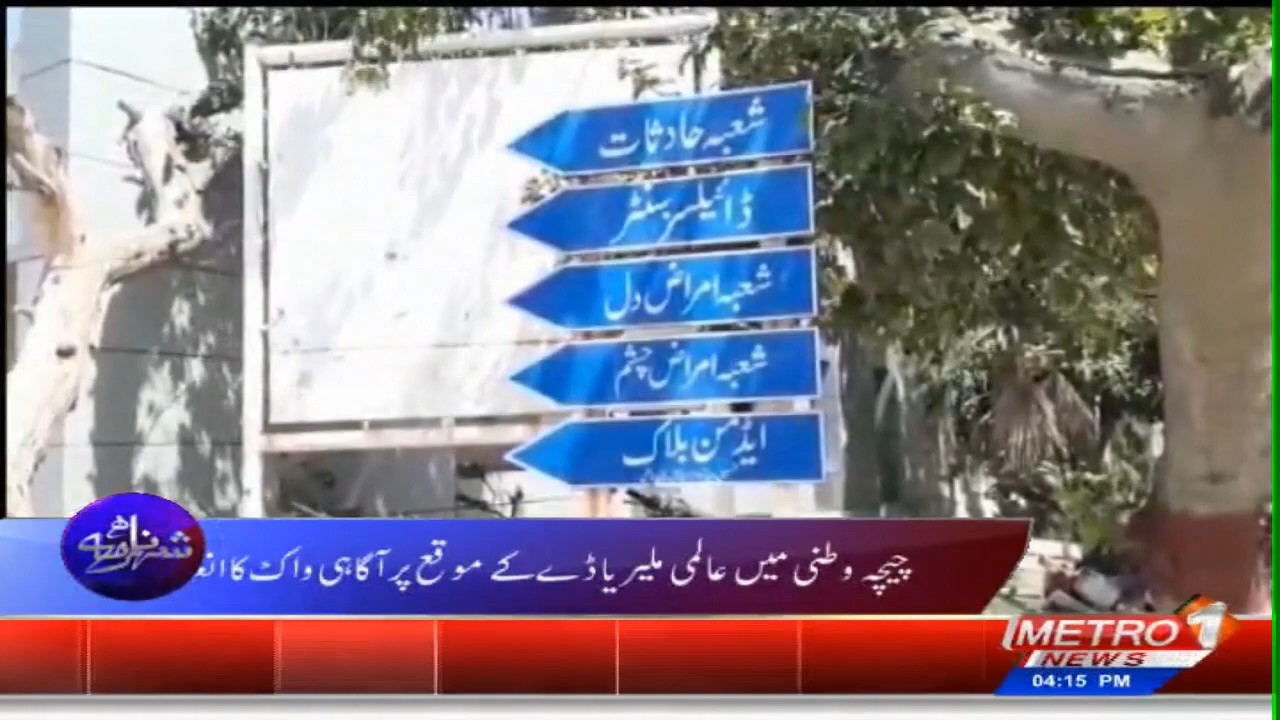 شعبہ حادثات
ڈائیلسز سنٹر
شعبہ امراض دل
شعبہ امراض چشم
ایڈمن بلاک
چیچہ وطنی میں عالمی ملیریا ڈے کے موقع پر آگاہی واک کا انع
METRO 1
NEWS
04:15 PM